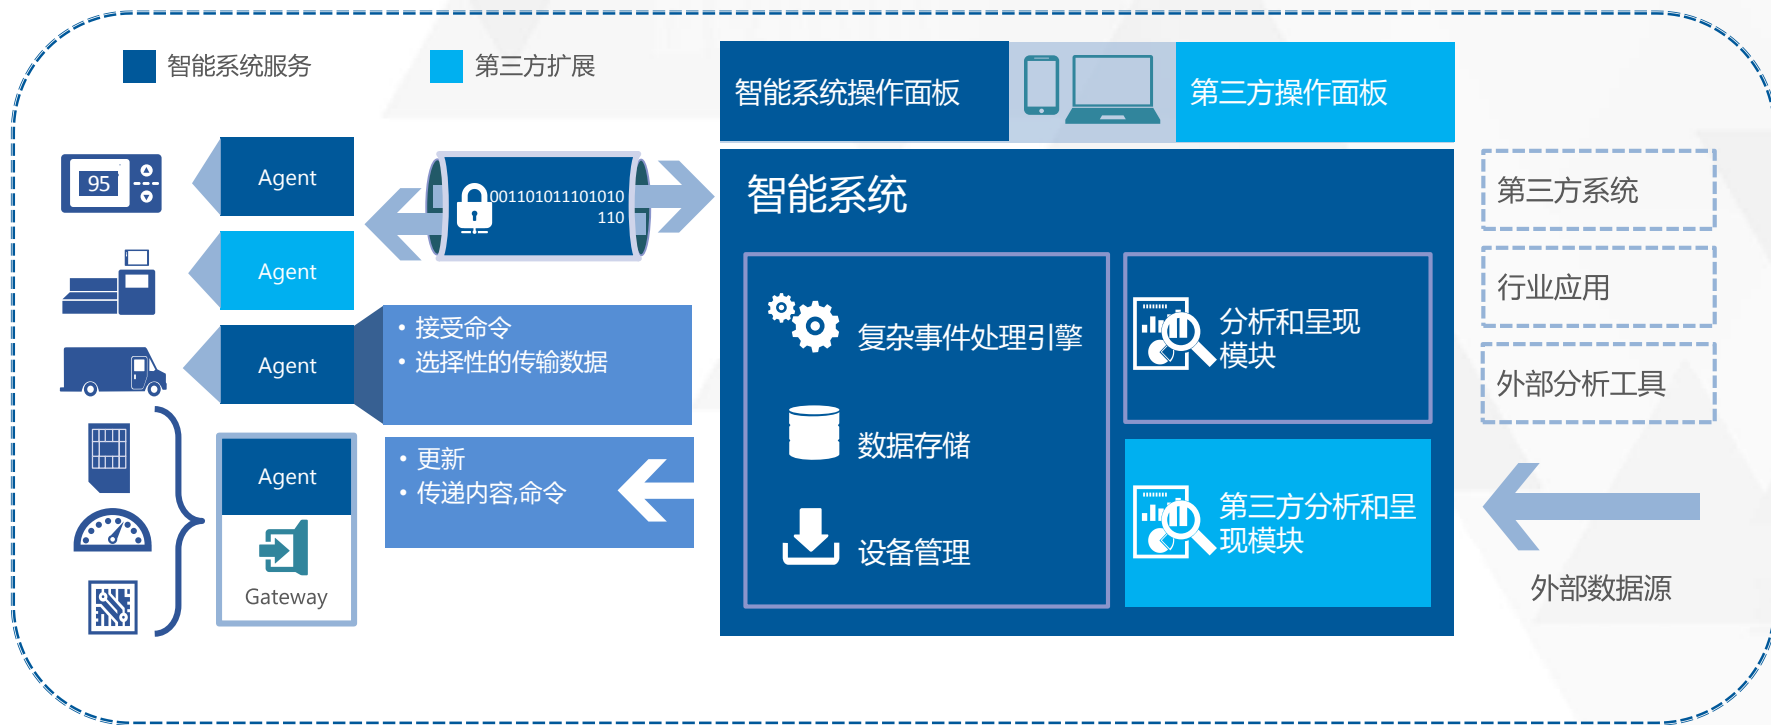 智能系统服务
第三方扩展
智能系统操作面板
第三方操作面板
95
Agent
Agent
Agent
001101011101010
110
• 接受命令
• 选择性的传输数据
Agent
Gateway
• 更新
• 传递内容,命令
智能系统
复杂事件处理引擎
数据存储
设备管理
分析和呈现
模块
第三方分析和呈
现模块
第三方系统
行业应用
外部分析工具
外部数据源